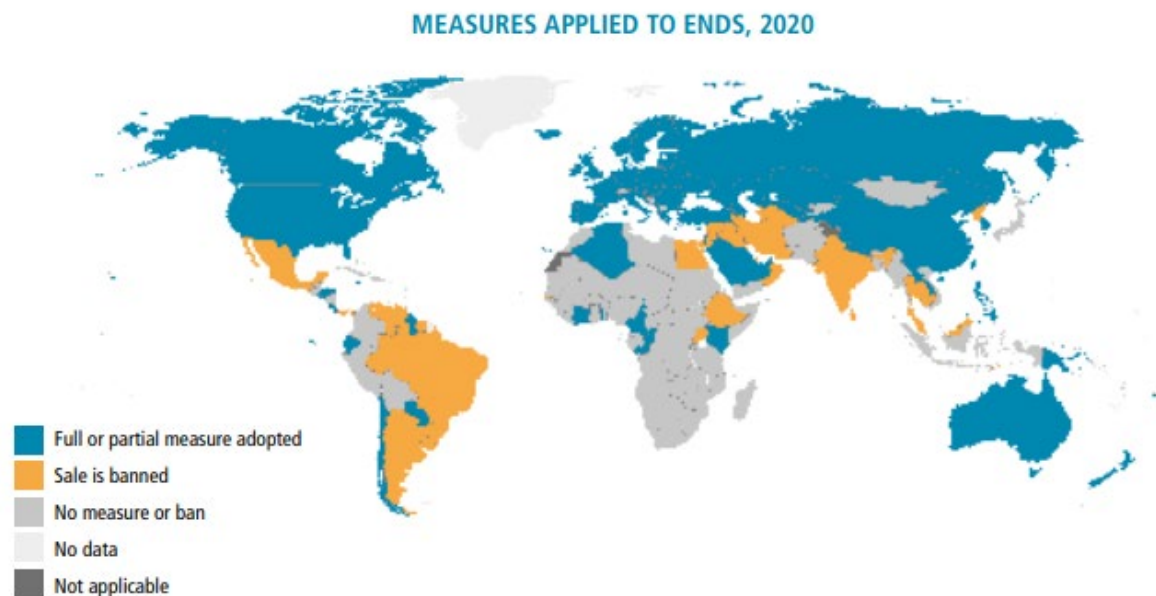 MEASURES APPLIED TO ENDS, 2020
Full or partial measure adopted
Sale is banned
No measure or ban
No data
Not applicable